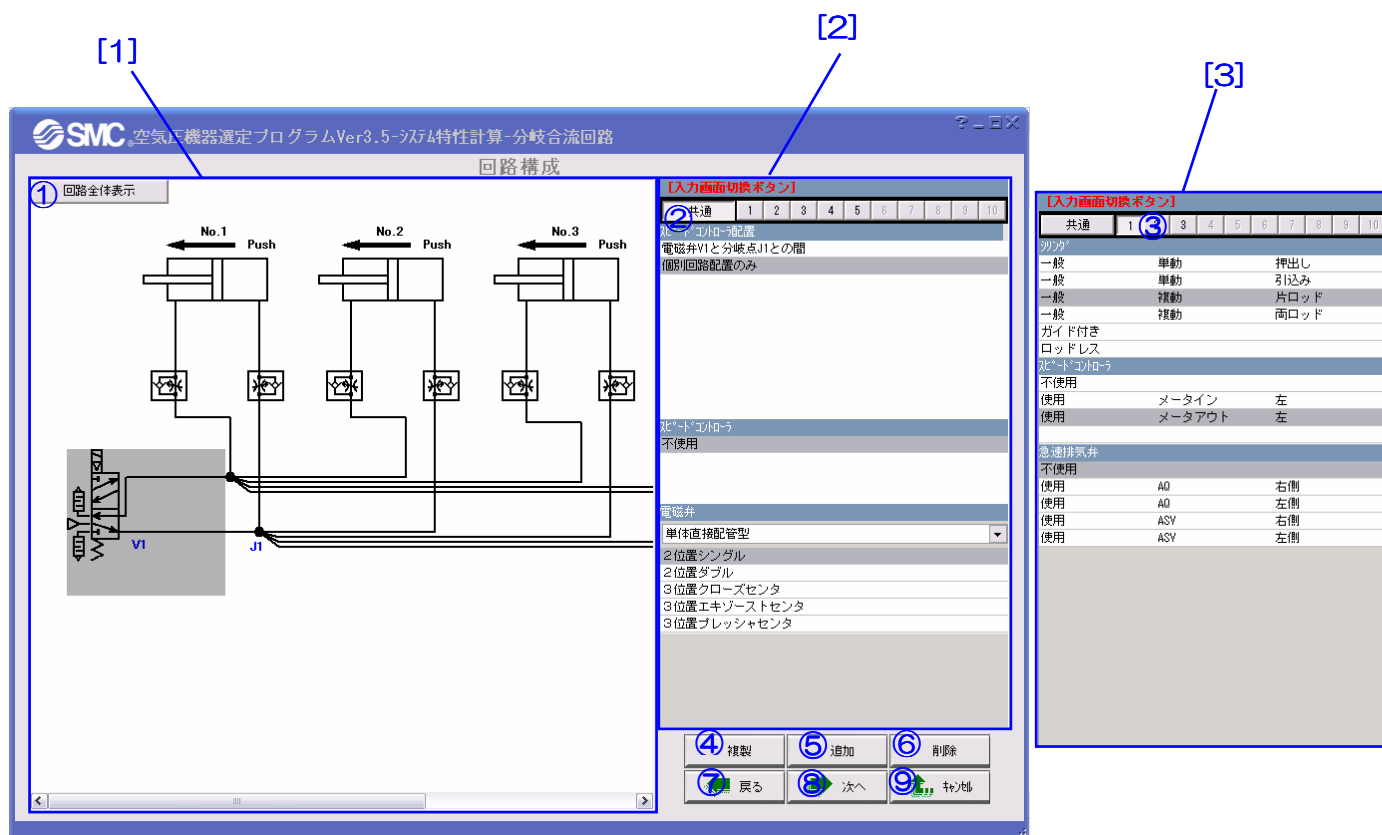 [1]
[2]
[3]
SMC 空気圧機器選定プログラムVer3.5-ｼｽﾃﾑ特性計算-分岐合流回路
回路構成
① 回路全体表示
No.1
Push
No.2
Push
No.3
Push
V1
J1
[入力画面切換ボタン]
② 共通 1 2 3 4 5 6 7 8 9 10
ｽﾋﾟｰﾄﾞｺﾝﾄﾛｰﾗ配置
電磁弁V1と分岐点J1との間
個別回路配置のみ
ｽﾋﾟｰﾄﾞｺﾝﾄﾛｰﾗ
不使用
電磁弁
単体直接配管型
2位置シングル
2位置ダブル
3位置クローズセンタ
3位置エキゾーストセンタ
3位置プレッシャセンタ
④ 複製 ⑤ 追加 ⑥ 削除
⑦ 戻る ⑧ 次へ ⑨ ｷｬﾝｾﾙ
[入力画面切換ボタン]
共通 1 ③ 3 4 5 6 7 8 9 10
ｼﾘﾝﾀﾞ
一般 単動 押出し
一般 単動 引込み
一般 複動 片ロッド
一般 複動 両ロッド
ガイド付き
ロッドレス
ｽﾋﾟｰﾄﾞｺﾝﾄﾛｰﾗ
不使用
使用 メータイン 左
使用 メータアウト 左
急速排気弁
不使用
使用 AQ 右側
使用 AQ 左側
使用 ASV 右側
使用 ASV 左側